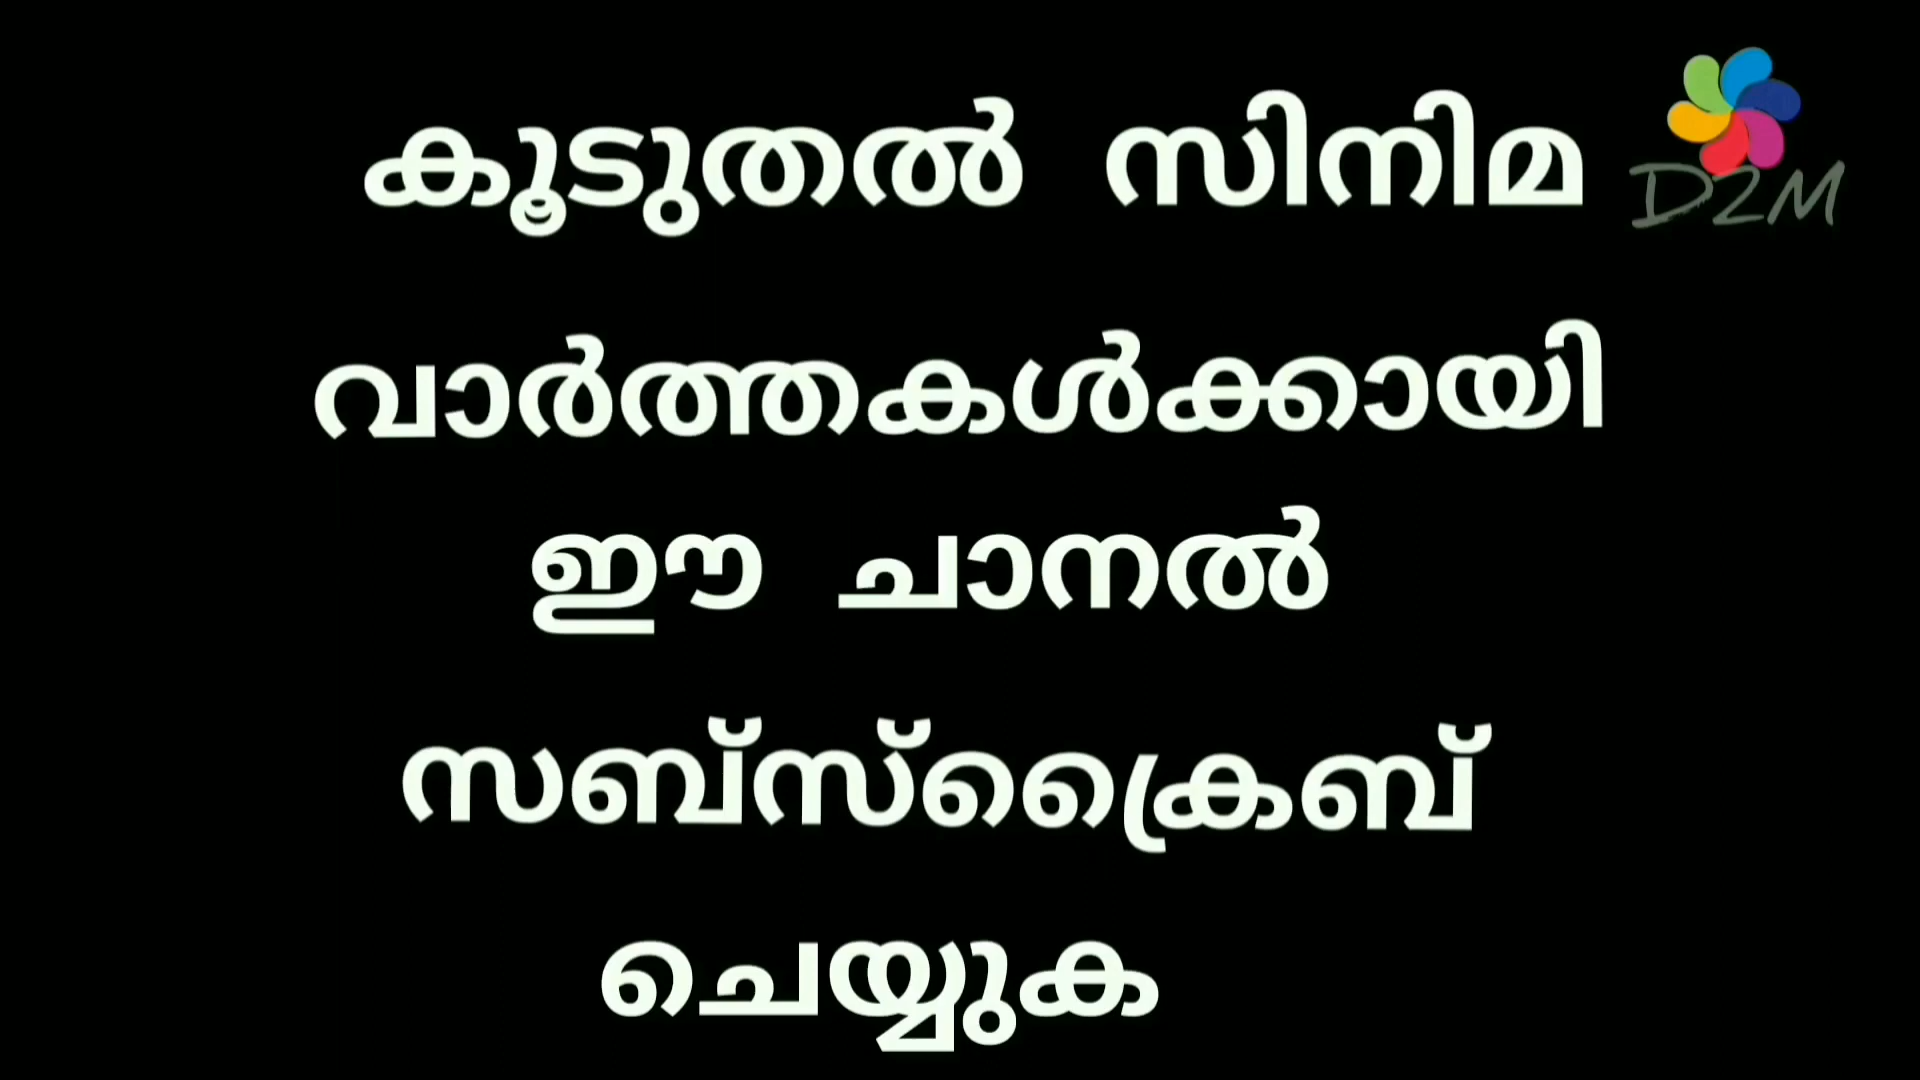 കൂടുതൽ സിനിമ
D2M
വാർത്തകൾക്കായി
ഈ ചാനൽ
സബ്സ്ക്രൈബ്
ചെയ്യുക